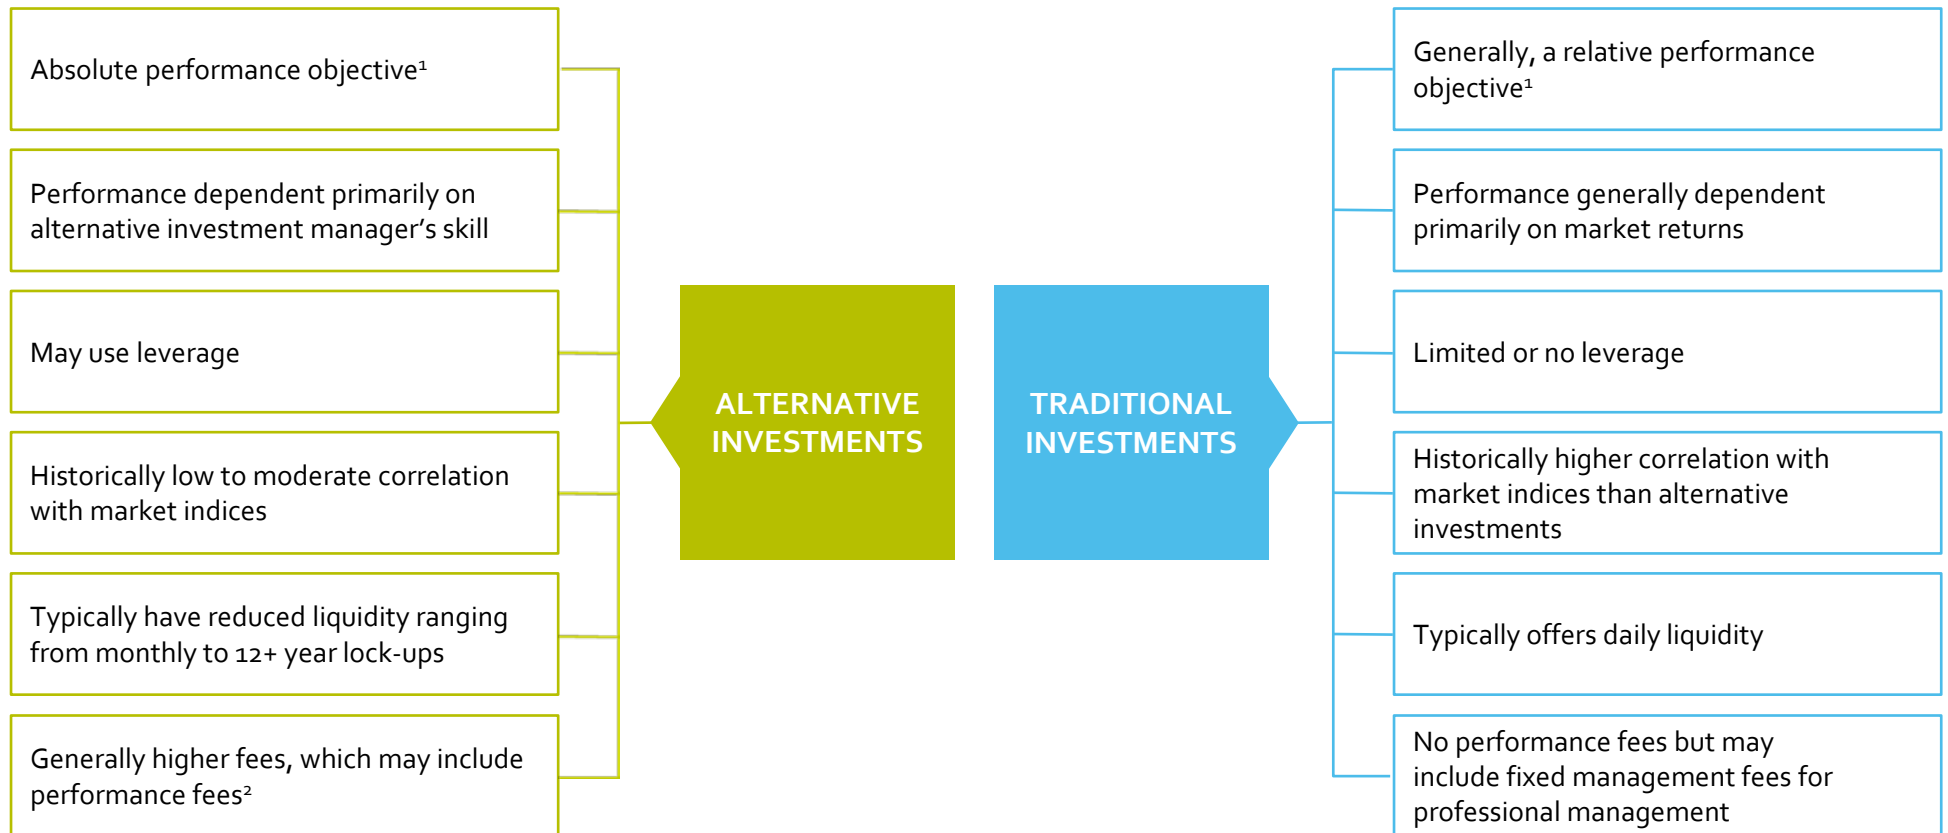 Absolute performance objective¹
Performance dependent primarily on
alternative investment manager’s skill
May use leverage
Historically low to moderate correlation
with market indices
Typically have reduced liquidity ranging
from monthly to 12+ year lock-ups
Generally higher fees, which may include
performance fees²
ALTERNATIVE
INVESTMENTS
TRADITIONAL
INVESTMENTS
Generally, a relative performance
objective¹
Performance generally dependent
primarily on market returns
Limited or no leverage
Historically higher correlation with
market indices than alternative
investments
Typically offers daily liquidity
No performance fees but may
include fixed management fees for
professional management